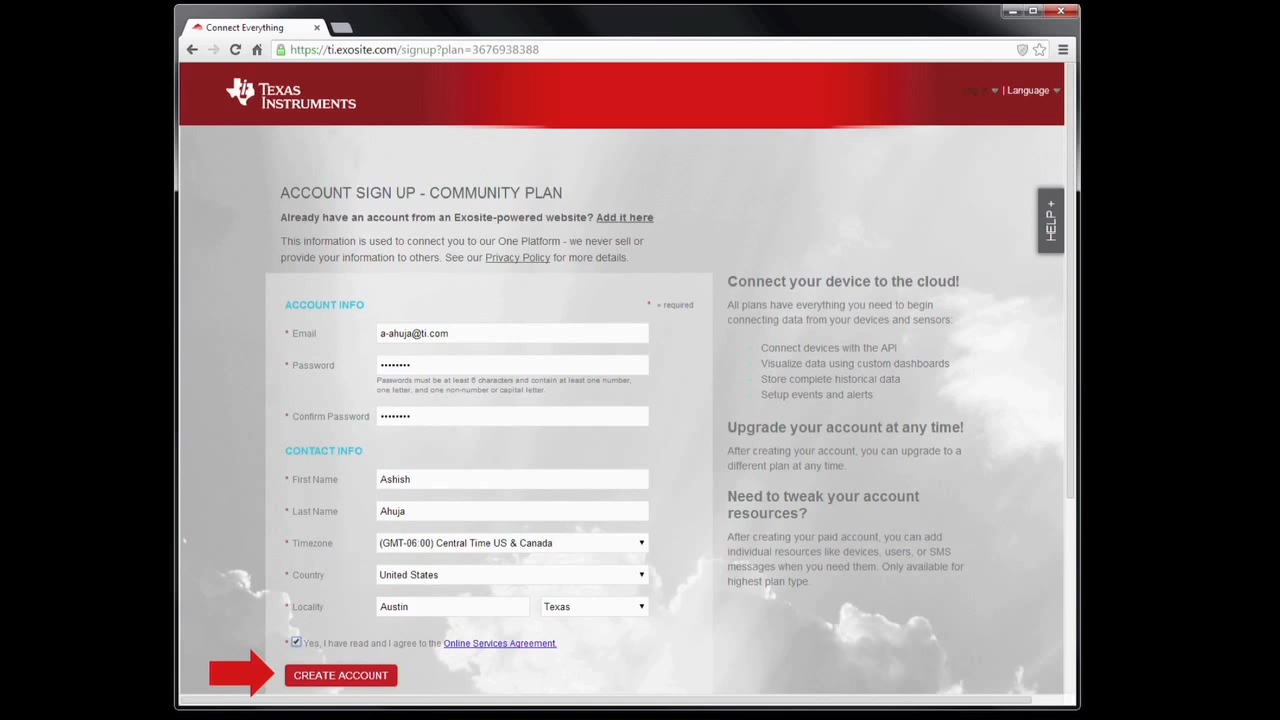 Connect Everything
https://ti.exosite.com/signup?plan=3676938388
TEXAS
INSTRUMENTS
| Language
ACCOUNT SIGN UP - COMMUNITY PLAN
Already have an account from an Exosite-powered website? Add it here
This information is used to connect you to our One Platform - we never sell or
provide your information to others. See our Privacy Policy for more details.
HELP +
ACCOUNT INFO
* = required
* Email
a-ahuja@ti.com
* Password
••••••••
Passwords must be at least 6 characters and contain at least one number,
one letter, and one non-number or capital letter.
* Confirm Password
••••••••
CONTACT INFO
* First Name
Ashish
* Last Name
Ahuja
* Timezone
(GMT-06:00) Central Time US & Canada
* Country
United States
* Locality
Austin
Texas
* Yes, I have read and I agree to the Online Services Agreement.
CREATE ACCOUNT
Connect your device to the cloud!
All plans have everything you need to begin
connecting data from your devices and sensors:
Connect devices with the API
Visualize data using custom dashboards
Store complete historical data
Setup events and alerts
Upgrade your account at any time!
After creating your account, you can upgrade to a
different plan at any time.
Need to tweak your account
resources?
After creating your paid account, you can add
individual resources like devices, users, or SMS
messages when you need them. Only available for
highest plan type.